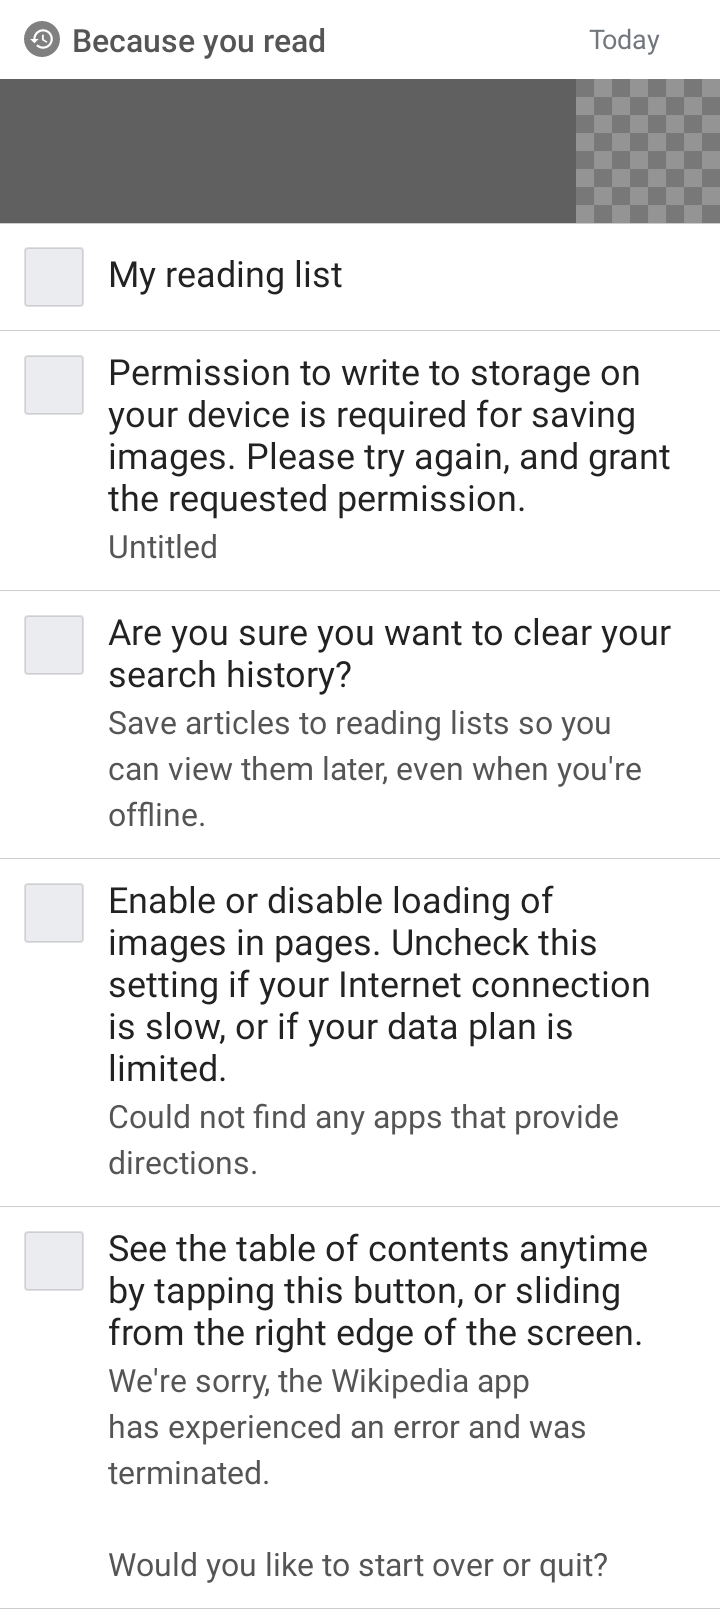 Because you read
Today
My reading list
Permission to write to storage on
your device is required for saving
images. Please try again, and grant
the requested permission.
Untitled
Are you sure you want to clear your
search history?
Save articles to reading lists so you
can view them later, even when you're
offline.
Enable or disable loading of
images in pages. Uncheck this
setting if your Internet connection
is slow, or if your data plan is
limited.
Could not find any apps that provide
directions.
See the table of contents anytime
by tapping this button, or sliding
from the right edge of the screen.
We're sorry, the Wikipedia app
has experienced an error and was
terminated.
Would you like to start over or quit?